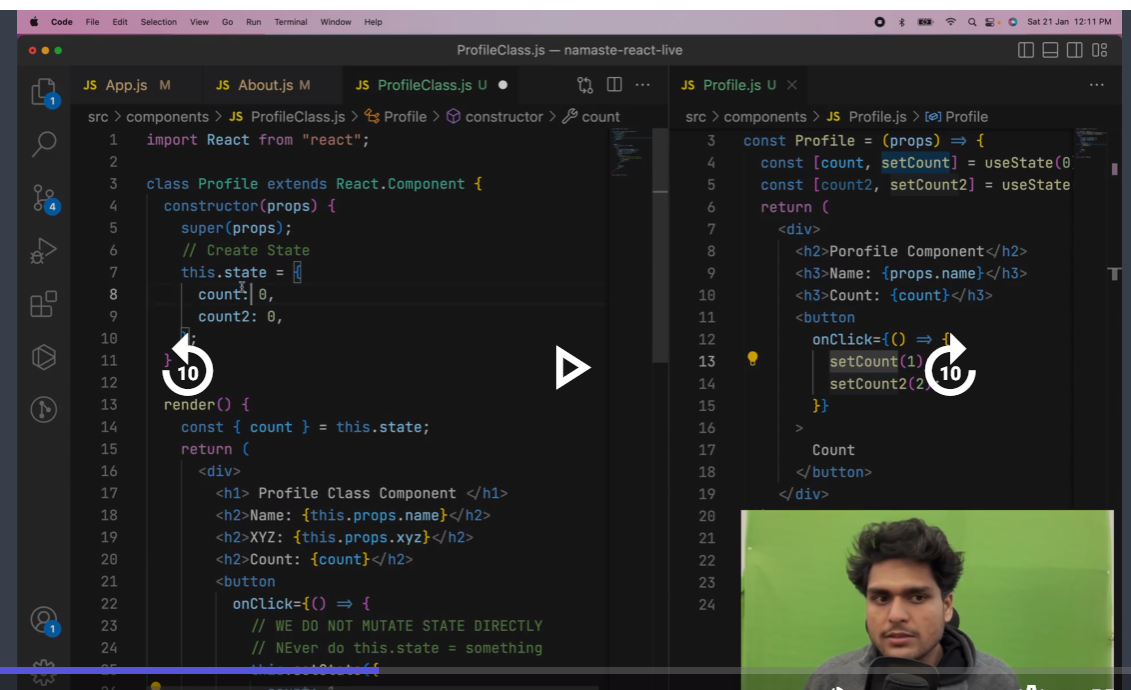 Code File Edit Selection View Go Run Terminal Window Help Sat 21 Jan 12:11 PM
ProfileClass.js — namaste-react-live
JS App.js M JS About.js M JS ProfileClass.js U
src > components > JS ProfileClass.js > Profile > constructor > count
1 import React from "react";
2
3 class Profile extends React.Component {
4 constructor(props) {
5 super(props);
6 // Create State
7 this.state = {
8 count: 0,
9 count2: 0,
10 };
11 }
12
13 render() {
14 const { count } = this.state;
15 return (
16 <div>
17 <h1> Profile Class Component </h1>
18 <h2>Name: {this.props.name}</h2>
19 <h2>XYZ: {this.props.xyz}</h2>
20 <h2>Count: {count}</h2>
21 <button
22 onClick={() => {
23 // WE DO NOT MUTATE STATE DIRECTLY
24 // NEver do this.state = something
25 this.setState({
JS Profile.js U
src > components > JS Profile.js > Profile
3 const Profile = (props) => {
4 const [count, setCount] = useState(0
5 const [count2, setCount2] = useState
6 return (
7 <div>
8 <h2>Porofile Component</h2>
9 <h3>Name: {props.name}</h3>
10 <h3>Count: {count}</h3>
11 <button
12 onClick={() => {
13 setCount(1)
14 setCount2(2)
15 }}
16 >
17 Count
18 </button>
19 </div>
20
21
22
23
24
1
4
1
10
10